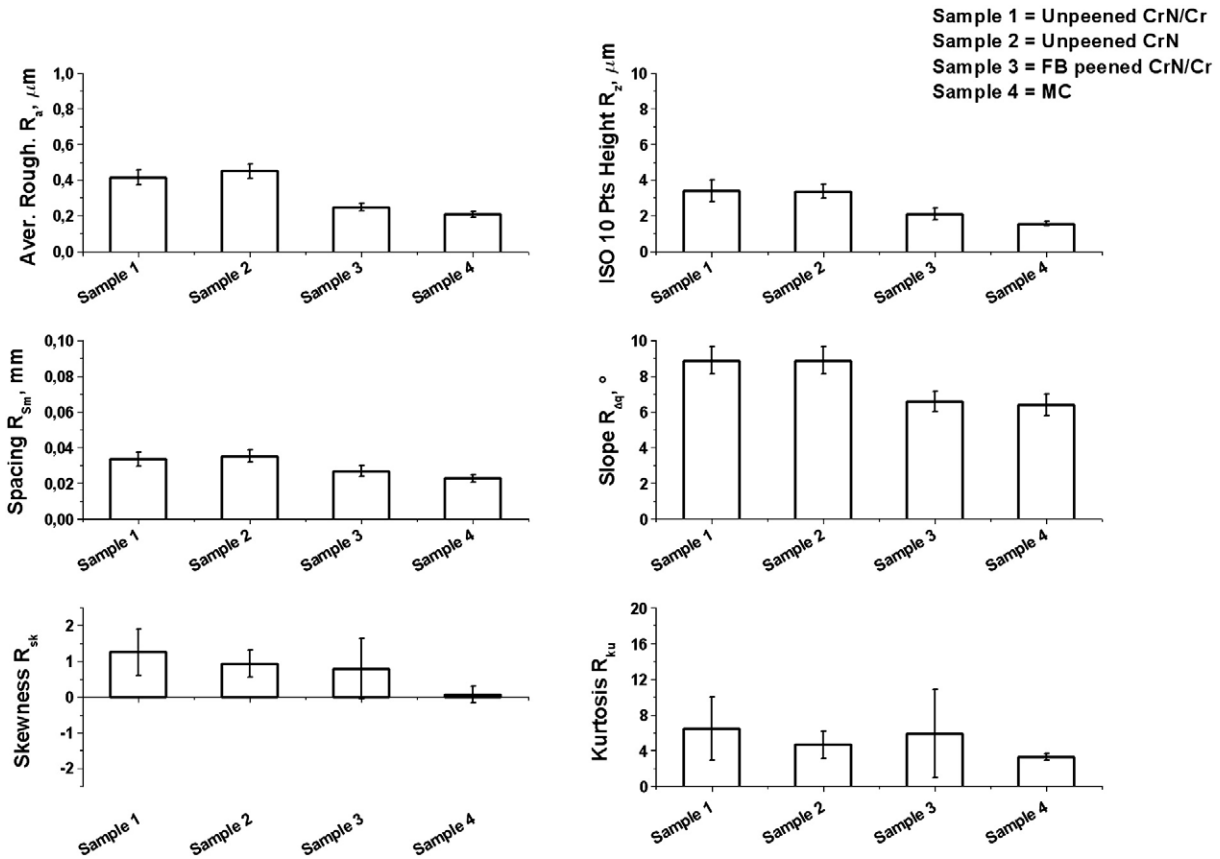 Sample 1 = Unpeened CrN/Cr
Sample 2 = Unpeened CrN
Sample 3 = FB peened CrN/Cr
Sample 4 = MC
Aver. Rough. Ra, μm
1,0
0,8
0,6
0,4
0,2
0,0
Sample 1
Sample 2
Sample 3
Sample 4
ISO 10 Pts Height Rz, μm
10
8
6
4
2
0
Sample 1
Sample 2
Sample 3
Sample 4
Spacing RSm, mm
0,10
0,08
0,06
0,04
0,02
0,00
Sample 1
Sample 2
Sample 3
Sample 4
Slope RΔq, °
10
8
6
4
2
0
Sample 1
Sample 2
Sample 3
Sample 4
Skewness Rsk
2
1
0
-1
-2
Sample 1
Sample 2
Sample 3
Sample 4
Kurtosis Rku
20
16
12
8
4
0
Sample 1
Sample 2
Sample 3
Sample 4